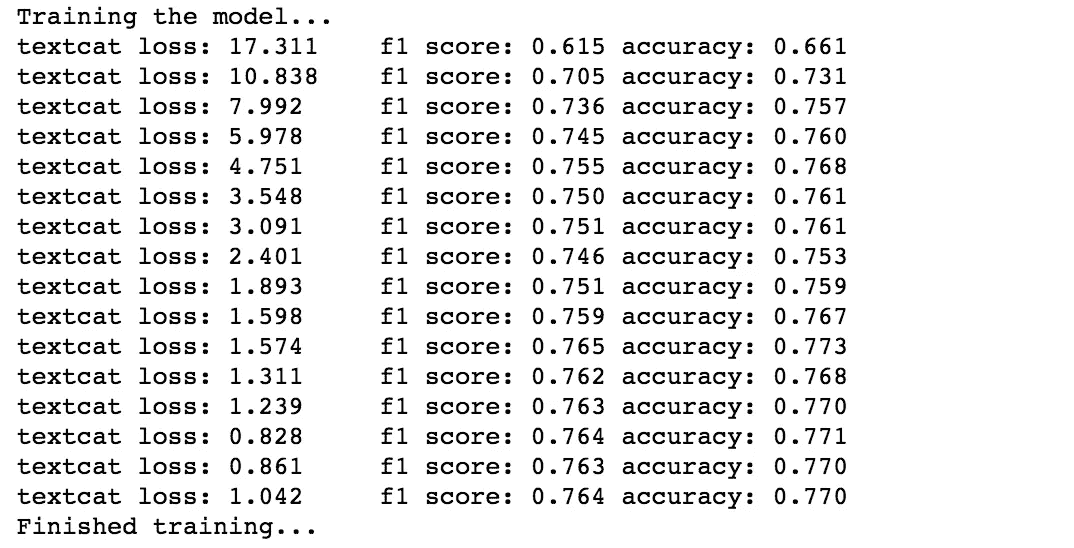 Training the model...
textcat loss: 17.311 f1 score: 0.615 accuracy: 0.661
textcat loss: 10.838 f1 score: 0.705 accuracy: 0.731
textcat loss: 7.992 f1 score: 0.736 accuracy: 0.757
textcat loss: 5.978 f1 score: 0.745 accuracy: 0.760
textcat loss: 4.751 f1 score: 0.755 accuracy: 0.768
textcat loss: 3.548 f1 score: 0.750 accuracy: 0.761
textcat loss: 3.091 f1 score: 0.751 accuracy: 0.761
textcat loss: 2.401 f1 score: 0.746 accuracy: 0.753
textcat loss: 1.893 f1 score: 0.751 accuracy: 0.759
textcat loss: 1.598 f1 score: 0.759 accuracy: 0.767
textcat loss: 1.574 f1 score: 0.765 accuracy: 0.773
textcat loss: 1.311 f1 score: 0.762 accuracy: 0.768
textcat loss: 1.239 f1 score: 0.763 accuracy: 0.770
textcat loss: 0.828 f1 score: 0.764 accuracy: 0.771
textcat loss: 0.861 f1 score: 0.763 accuracy: 0.770
textcat loss: 1.042 f1 score: 0.764 accuracy: 0.770
Finished training...